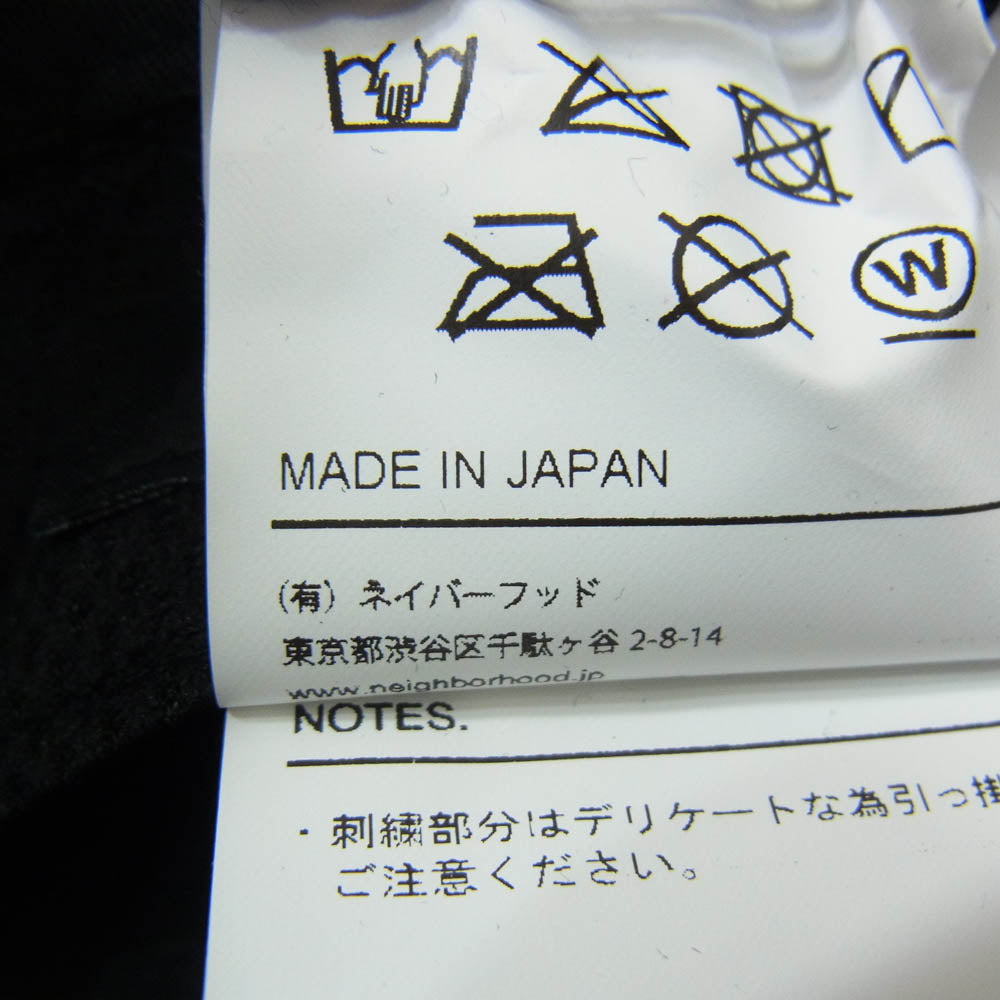 W
MADE IN JAPAN
(有) ネイバーフッド
東京都渋谷区千駄ヶ谷 2-8-14
www.neighborhood.jp
NOTES.
・刺繍部分はデリケートな為引っ掛
ご注意ください。